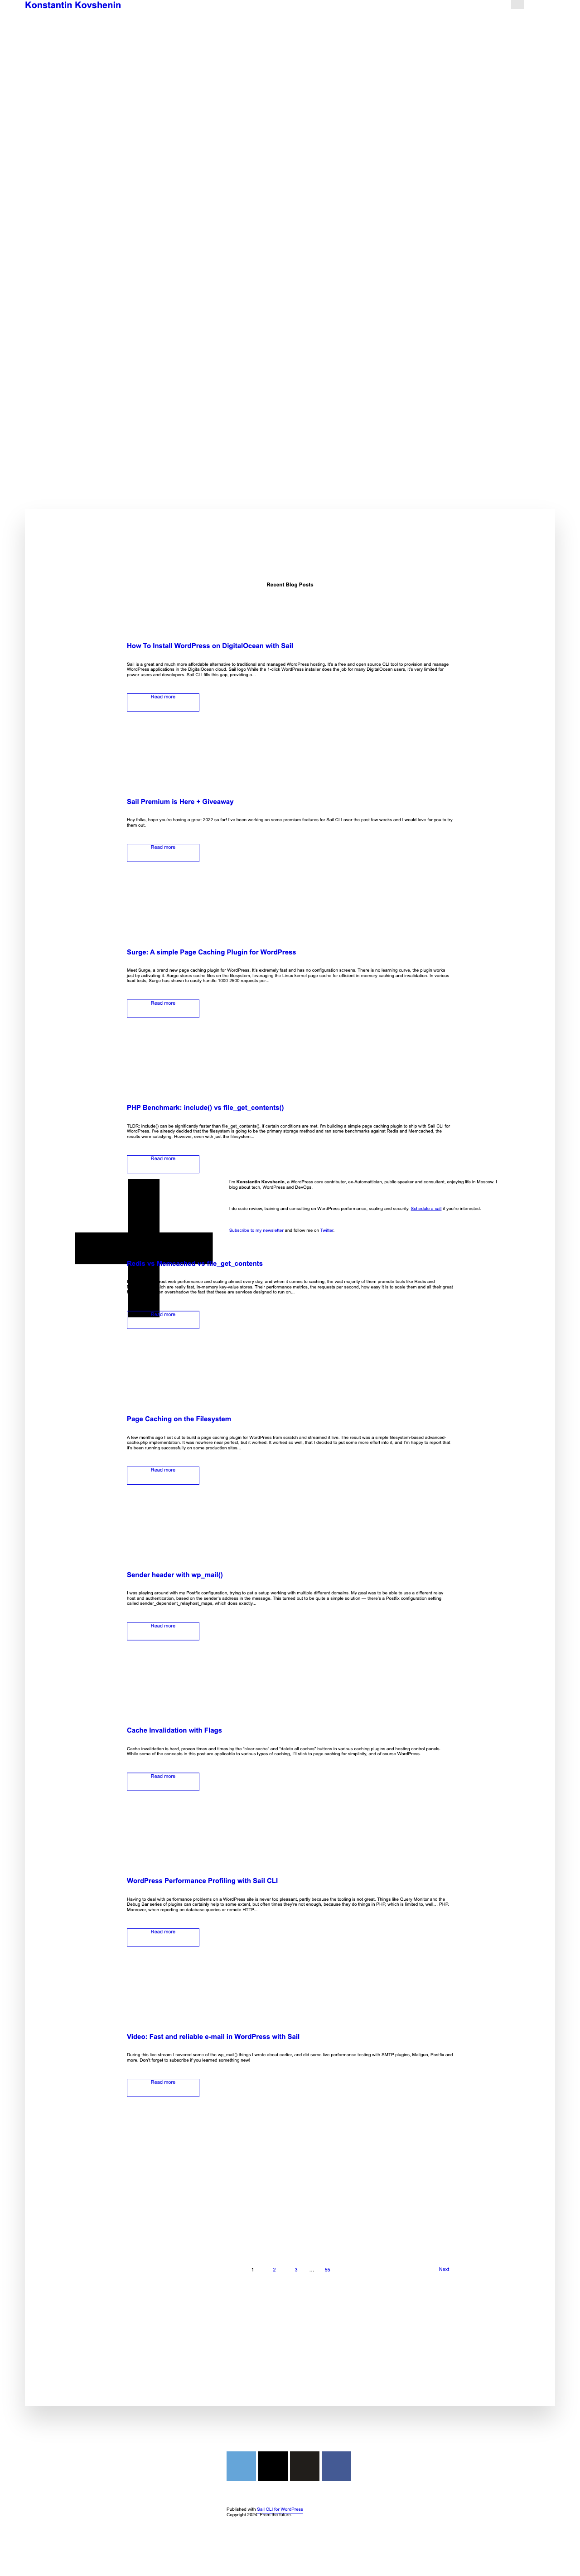 Konstantin Kovshenin
Recent Blog Posts
How To Install WordPress on DigitalOcean with Sail
Sail is a great and much more affordable alternative to traditional and managed WordPress hosting. It's a free and open source CLI tool to provision and manage
WordPress applications in the DigitalOcean cloud. Sail logo While the 1-click WordPress installer does the job for many DigitalOcean users, it's very limited for
power-users and developers. Sail CLI fills this gap, providing a...
Read more
Sail Premium is Here + Giveaway
Hey folks, hope you're having a great 2022 so far! I've been working on some premium features for Sail CLI over the past few weeks and I would love for you to try
them out.
Read more
Surge: A simple Page Caching Plugin for WordPress
Meet Surge, a brand new page caching plugin for WordPress. It's extremely fast and has no configuration screens. There is no learning curve, the plugin works
just by activating it. Surge stores cache files on the filesystem, leveraging the Linux kernel page cache for efficient in-memory caching and invalidation. In various
load tests, Surge has shown to easily handle 1000-2500 requests per...
Read more
PHP Benchmark: include() vs file_get_contents()
TLDR; include() can be significantly faster than file_get_contents(), if certain conditions are met. I'm building a simple page caching plugin to ship with Sail CLI for
WordPress. I've already decided that the filesystem is going to be the primary storage method and ran some benchmarks against Redis and Memcached, the
results were satisfying. However, even with just the filesystem...
Read more
I'm Konstantin Kovshenin, a WordPress core contributor, ex-Automattician, public speaker and consultant, enjoying life in Moscow. I
blog about tech, WordPress and DevOps.
I do code review, training and consulting on WordPress performance, scaling and security. Schedule a call if you're interested.
Subscribe to my newsletter and follow me on Twitter.
vs file_get_contents
out web performance and scaling almost every day, and when it comes to caching, the vast majority of them promote tools like Redis and
which are really fast, in-memory key-value stores. Their performance metrics, the requests per second, how easy it is to scale them and all their great
overshadow the fact that these are services designed to run on...
more
Page Caching on the Filesystem
A few months ago I set out to build a page caching plugin for WordPress from scratch and streamed it live. The result was a simple filesystem-based advanced-
cache.php implementation. It was nowhere near perfect, but it worked. It worked so well, that I decided to put some more effort into it, and I'm happy to report that
it's been running successfully on some production sites...
Read more
Sender header with wp_mail()
I was playing around with my Postfix configuration, trying to get a setup working with multiple different domains. My goal was to be able to use a different relay
host and authentication, based on the sender's address in the message. This turned out to be quite a simple solution — there's a Postfix configuration setting
called sender_dependent_relayhost_maps, which does exactly...
Read more
Cache Invalidation with Flags
Cache invalidation is hard, proven times and times by the "clear cache" and "delete all caches" buttons in various caching plugins and hosting control panels.
While some of the concepts in this post are applicable to various types of caching, I'll stick to page caching for simplicity, and of course WordPress.
Read more
WordPress Performance Profiling with Sail CLI
Having to deal with performance problems on a WordPress site is never too pleasant, partly because the tooling is not great. Things like Query Monitor and the
Debug Bar series of plugins can certainly help to some extent, but often times they're not enough, because they do things in PHP, which is limited to, well… PHP.
Moreover, when reporting on database queries or remote HTTP...
Read more
Video: Fast and reliable e-mail in WordPress with Sail
During this live stream I covered some of the wp_mail() things I wrote about earlier, and did some live performance testing with SMTP plugins, Mailgun, Postfix and
more. Don't forget to subscribe if you learned something new!
Read more
1 2 3 … 55 Next
Published with Sail CLI for WordPress
Copyright 2024. From the future.